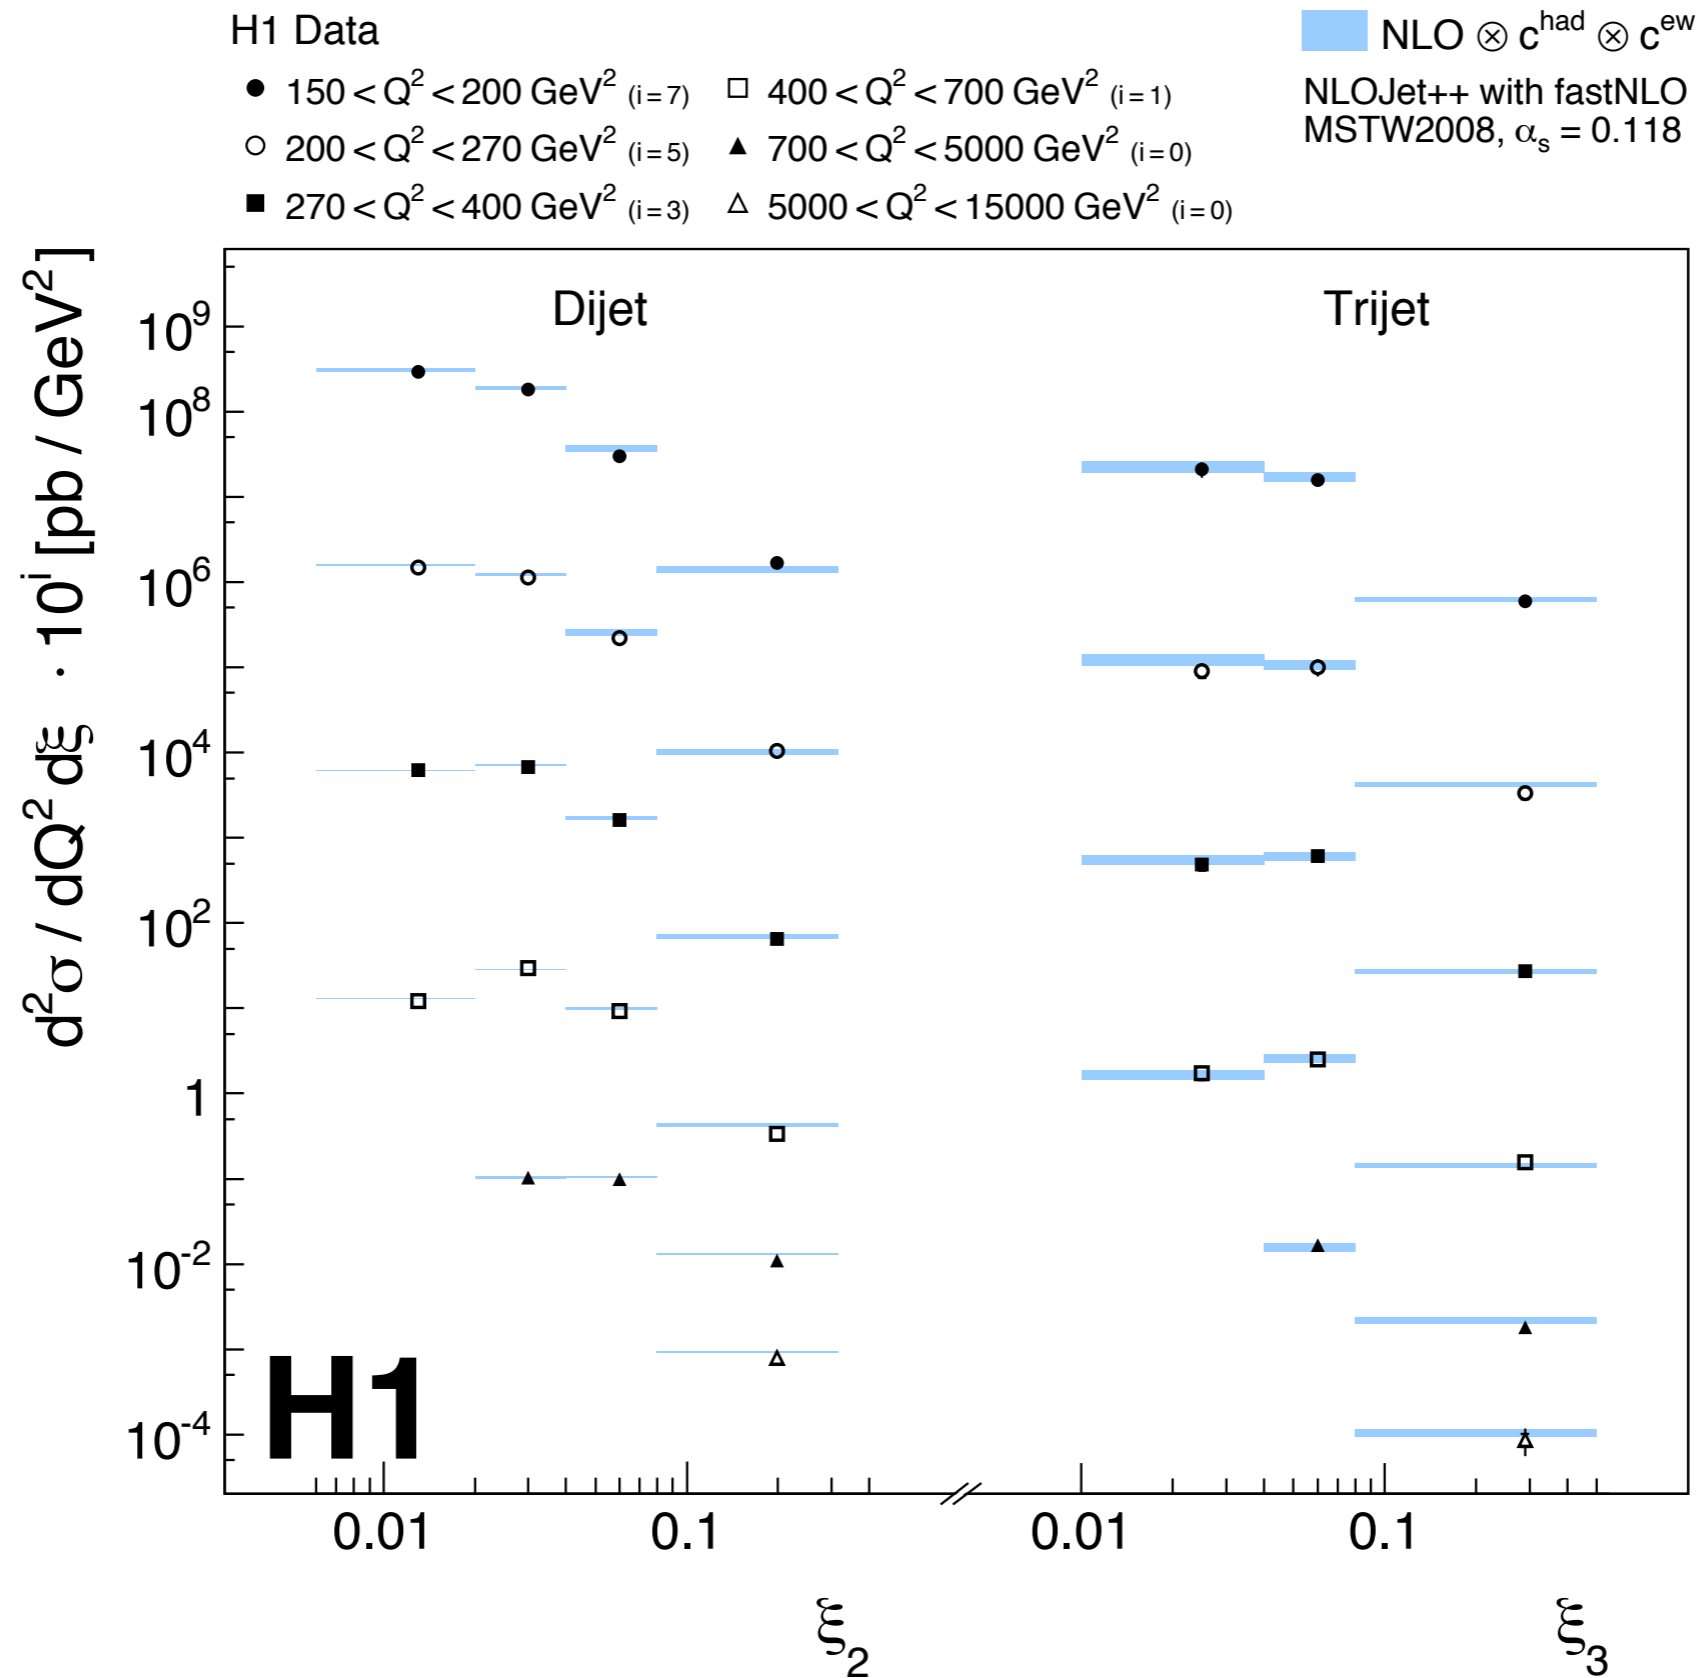 H1 Data
● 150 < Q² < 200 GeV² (i = 7)
○ 200 < Q² < 270 GeV² (i = 5)
■ 270 < Q² < 400 GeV² (i = 3)
□ 400 < Q² < 700 GeV² (i = 1)
▲ 700 < Q² < 5000 GeV² (i = 0)
△ 5000 < Q² < 15000 GeV² (i = 0)
NLO ⊗ c^had ⊗ c^ew
NLOJet++ with fastNLO
MSTW2008, α_s = 0.118
d²σ / dQ² dξ · 10^i [pb / GeV²]
Dijet
Trijet
10⁹
10⁸
10⁶
10⁴
10²
1
10⁻²
10⁻⁴
H1
0.01
0.1
0.01
0.1
ξ₂
ξ₃